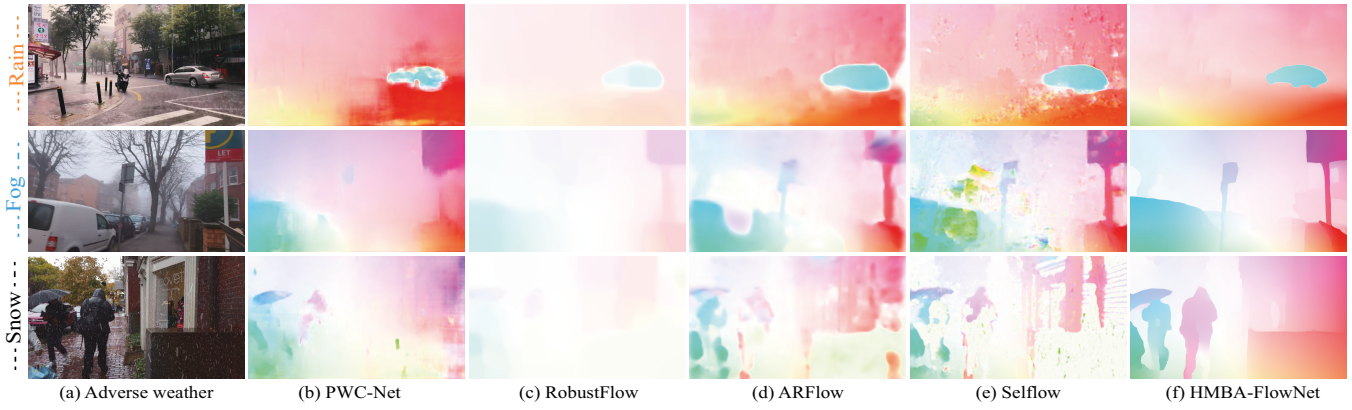 --- Rain ---
LET
--- Fog ---
--- Snow ---
(a) Adverse weather
(b) PWC-Net
(c) RobustFlow
(d) ARFlow
(e) Selflow
(f) HMBA-FlowNet